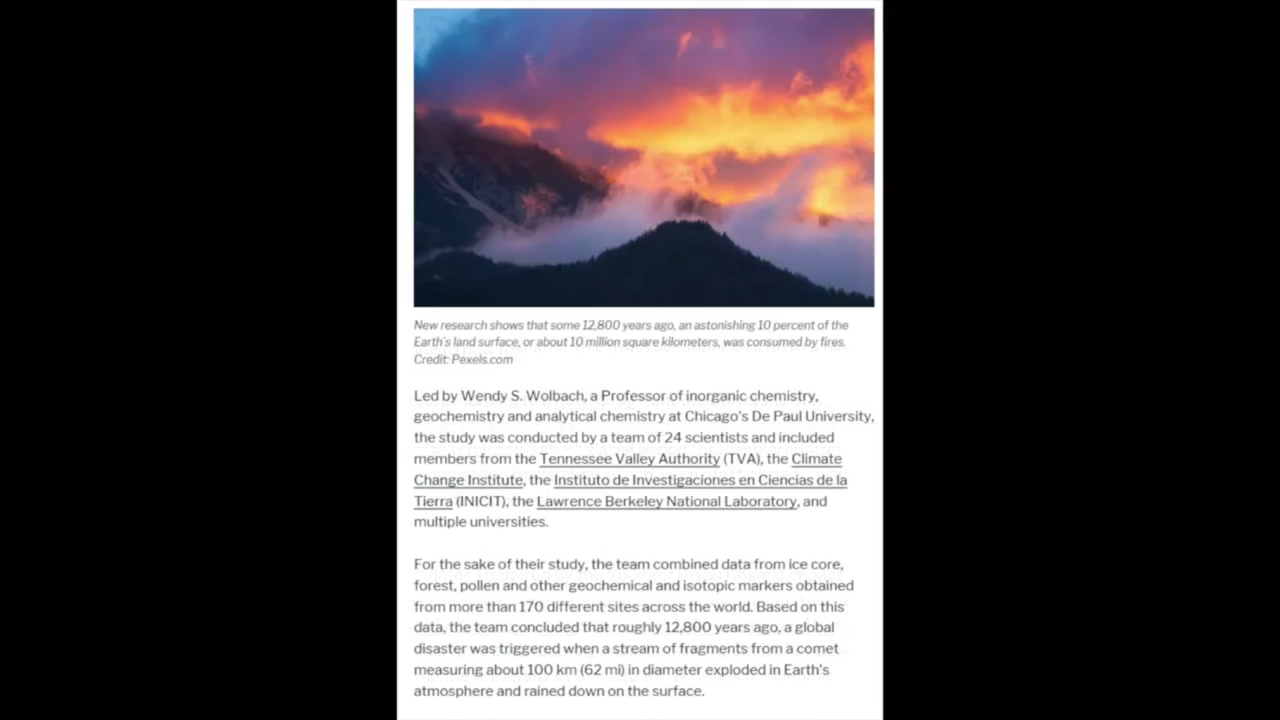 New research shows that some 12,800 years ago, an astonishing 10 percent of the
Earth's land surface, or about 10 million square kilometers, was consumed by fires.
Credit: Pexels.com
Led by Wendy S. Wolbach, a Professor of inorganic chemistry,
geochemistry and analytical chemistry at Chicago's De Paul University,
the study was conducted by a team of 24 scientists and included
members from the Tennessee Valley Authority (TVA), the Climate
Change Institute, the Instituto de Investigaciones en Ciencias de la
Tierra (INICIT), the Lawrence Berkeley National Laboratory, and
multiple universities.
For the sake of their study, the team combined data from ice core,
forest, pollen and other geochemical and isotopic markers obtained
from more than 170 different sites across the world. Based on this
data, the team concluded that roughly 12,800 years ago, a global
disaster was triggered when a stream of fragments from a comet
measuring about 100 km (62 mi) in diameter exploded in Earth's
atmosphere and rained down on the surface.